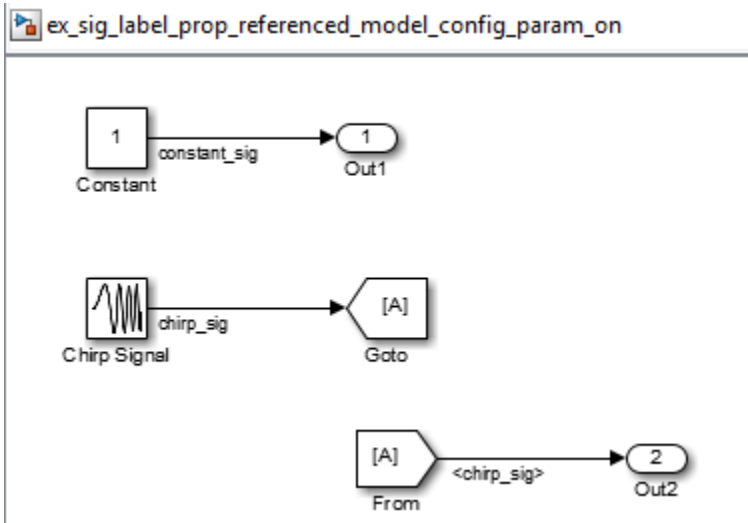 ex_sig_label_prop_referenced_model_config_param_on
1
constant_sig
1
Constant
Out1
chirp_sig
[A]
Chirp Signal
Goto
[A]
<chirp_sig>
2
From
Out2